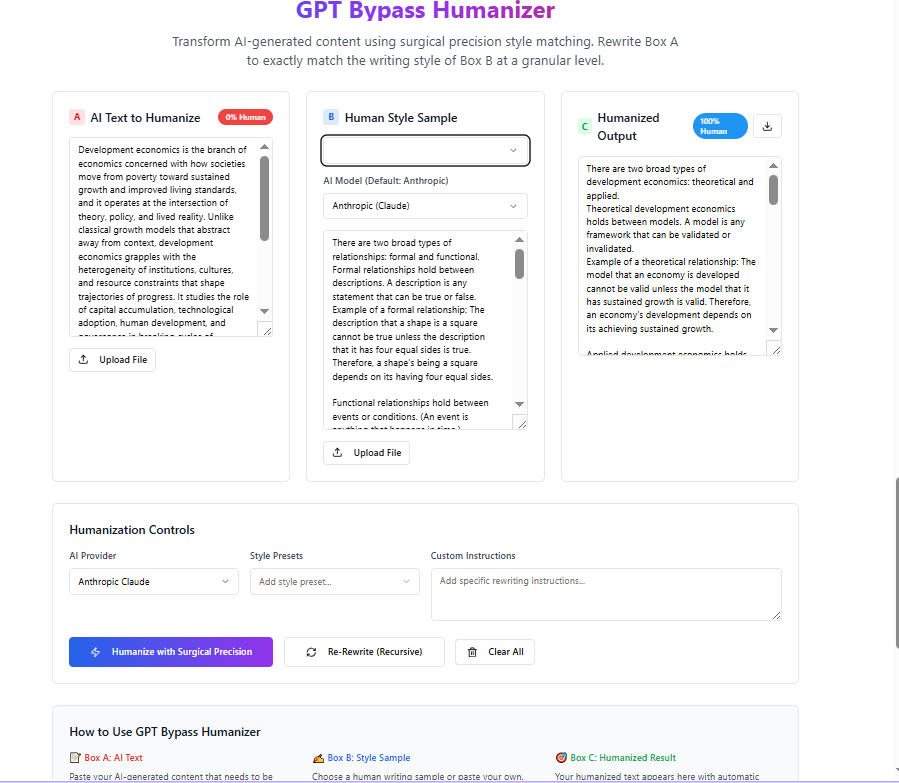 GPT Bypass Humanizer
Transform AI-generated content using surgical precision style matching. Rewrite Box A
to exactly match the writing style of Box B at a granular level.
A
AI Text to Humanize
0% Human
Development economics is the branch of
economics concerned with how societies
move from poverty toward sustained
growth and improved living standards,
and it operates at the intersection of
theory, policy, and lived reality. Unlike
classical growth models that abstract
away from context, development
economics grapples with the
heterogeneity of institutions, cultures,
and resource constraints that shape
trajectories of progress. It studies the role
of capital accumulation, technological
adoption, human development, and
governance in breaking cycles of
Upload File
B
Human Style Sample
AI Model (Default: Anthropic)
Anthropic (Claude)
There are two broad types of
relationships: formal and functional.
Formal relationships hold between
descriptions. A description is any
statement that can be true or false.
Example of a formal relationship: The
description that a shape is a square
cannot be true unless the description
that it has four equal sides is true.
Therefore, a shape's being a square
depends on its having four equal sides.
Functional relationships hold between
events or conditions. (An event is
anything that happens in time.)
Upload File
C
Humanized
Output
100%
Human
There are two broad types of
development economics: theoretical and
applied.
Theoretical development economics
holds between models. A model is any
framework that can be validated or
invalidated.
Example of a theoretical relationship: The
model that an economy is developed
cannot be valid unless the model that it
has sustained growth is valid. Therefore,
an economy's development depends on
its achieving sustained growth.
Applied development economics holds
Humanization Controls
AI Provider
Anthropic Claude
Style Presets
Add style preset...
Custom Instructions
Add specific rewriting instructions...
Humanize with Surgical Precision
Re-Rewrite (Recursive)
Clear All
How to Use GPT Bypass Humanizer
Box A: AI Text
Paste your AI-generated content that needs to be
Box B: Style Sample
Choose a human writing sample or paste your own.
Box C: Humanized Result
Your humanized text appears here with automatic